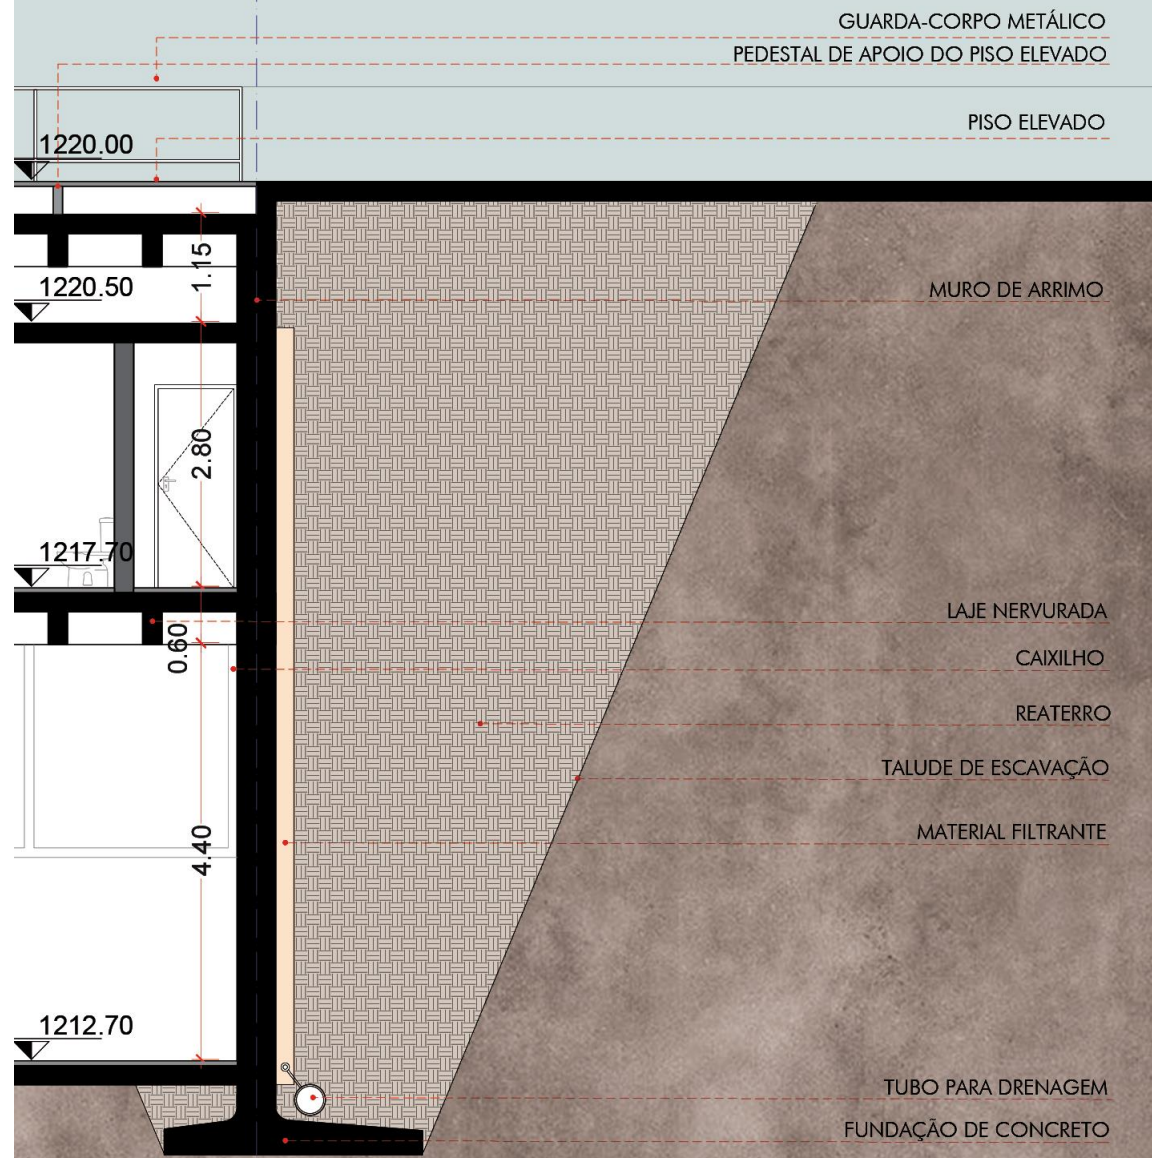 GUARDA-CORPO METÁLICO
PEDESTAL DE APOIO DO PISO ELEVADO
PISO ELEVADO
1220.00
1.15
1220.50
MURO DE ARRIMO
2.80
1217.70
LAJE NERVURADA
0.60
CAIXILHO
REATERRO
TALUDE DE ESCAVAÇÃO
MATERIAL FILTRANTE
4.40
1212.70
TUBO PARA DRENAGEM
FUNDAÇÃO DE CONCRETO